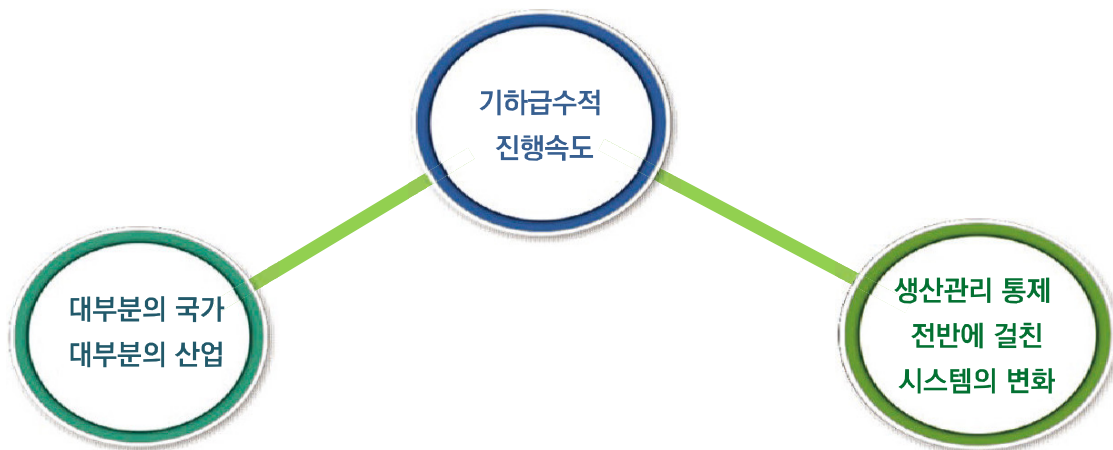 기하급수적
진행속도
대부분의 국가
대부분의 산업
생산관리 통제
전반에 걸친
시스템의 변화